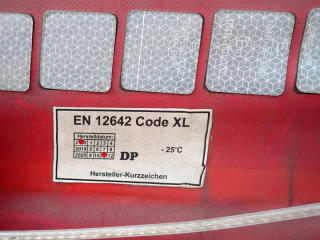 EN 12642 Code XL
Herstelldatum:
1 2 3 4
2019 5 6 7 8
2020 9 10 12
DP
- 25°C
Hersteller-Kurzzeichen